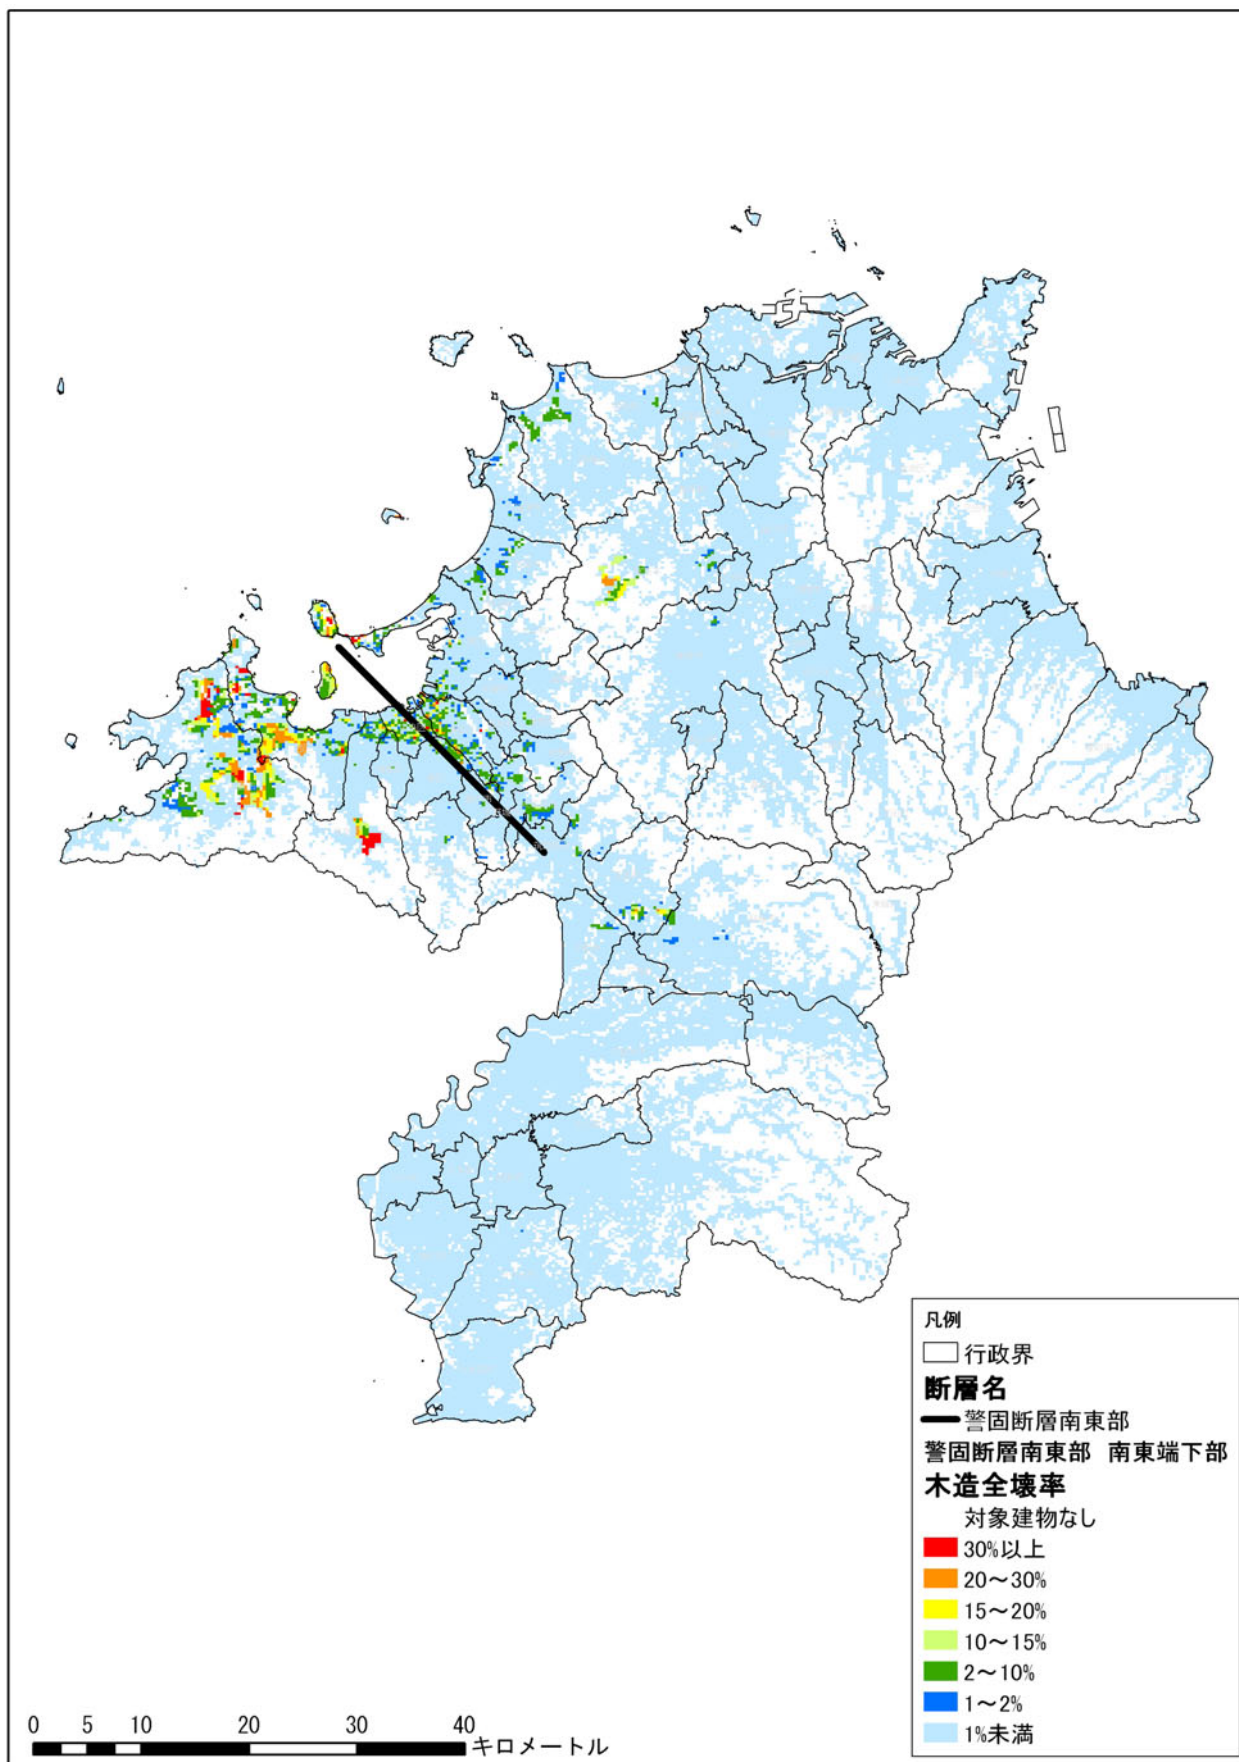 凡例
行政界
断層名
警固断層南東部
警固断層南東部 南東端下部
木造全壊率
対象建物なし
30%以上
20～30%
15～20%
10～15%
2～10%
1～2%
1%未満
0 5 10 20 30 40
キロメートル